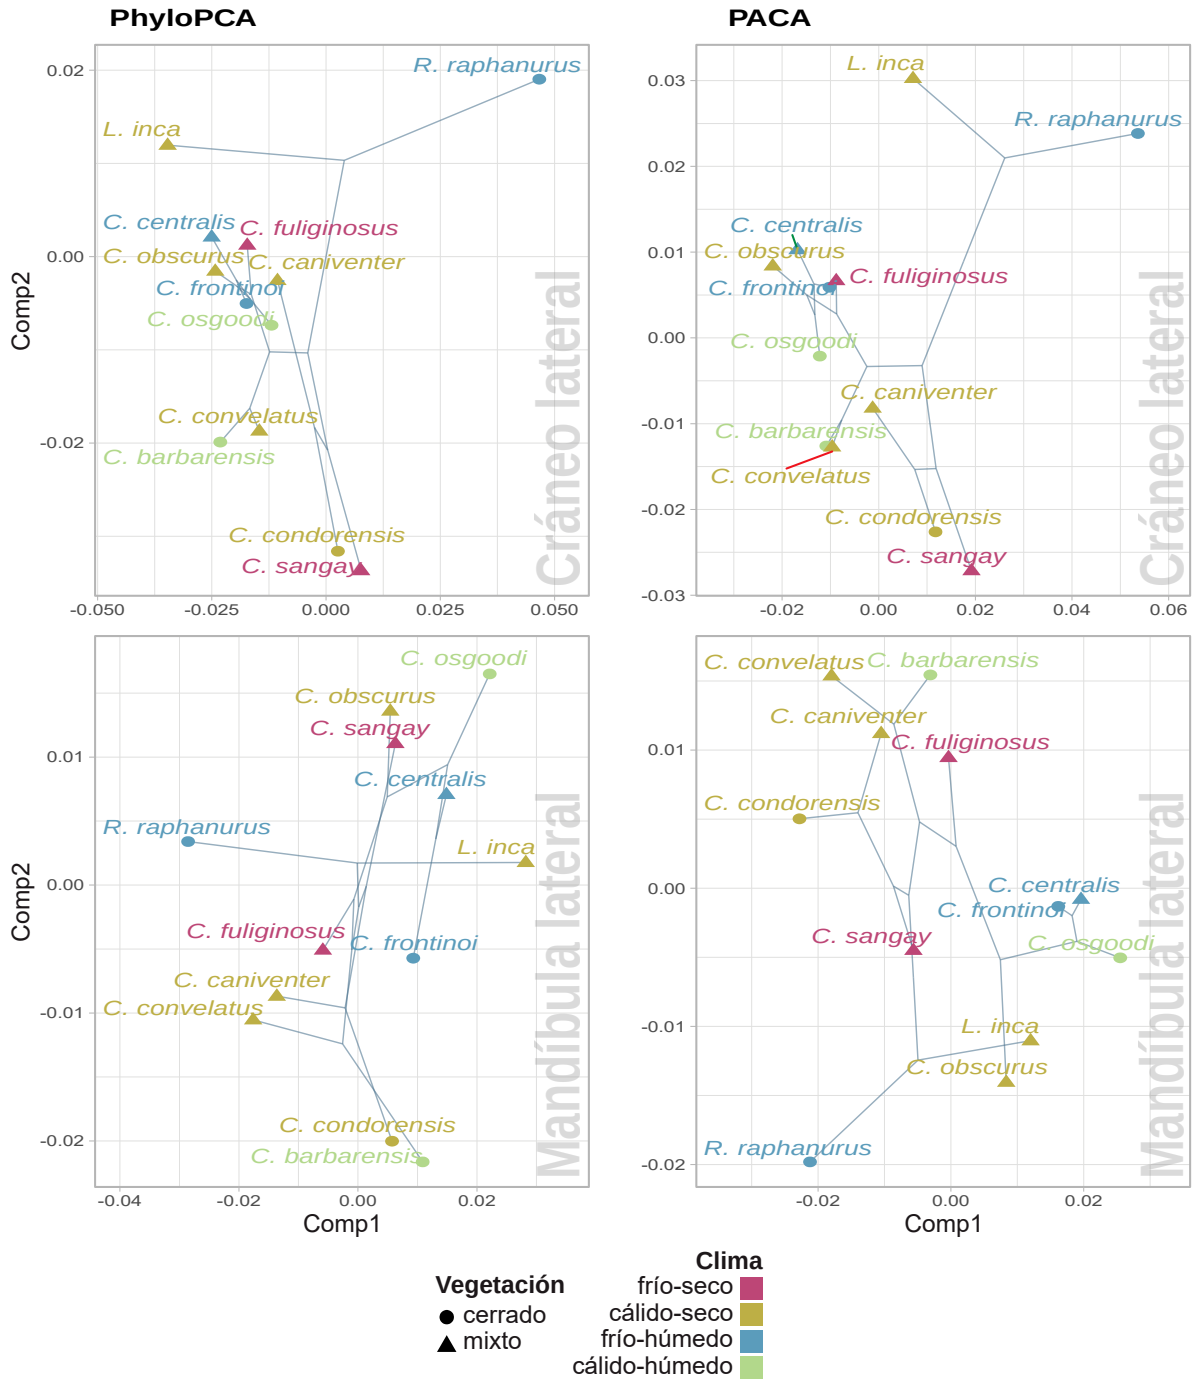 PhyloPCA
PACA
R. raphanurus
L. inca
C. centralis
C. fuliginosus
C. obscurus
C. caniventer
C. frontinoi
C. osgoodi
C. convelatus
C. barbarensis
C. condorensis
C. sangay
Cráneo lateral
Comp2
0.02
0.00
-0.02
-0.050
-0.025
0.000
0.025
0.050
L. inca
R. raphanurus
C. centralis
C. obscurus
C. fuliginosus
C. frontinoi
C. osgoodi
C. caniventer
C. barbarensis
C. convelatus
C. condorensis
C. sangay
Cráneo lateral
0.03
0.02
0.01
0.00
-0.01
-0.02
-0.03
-0.02
0.00
0.02
0.04
0.06
C. osgoodi
C. obscurus
C. sangay
C. centralis
R. raphanurus
L. inca
C. fuliginosus
C. frontinoi
C. caniventer
C. convelatus
C. condorensis
C. barbarensis
Mandíbula lateral
Comp2
0.01
0.00
-0.01
-0.02
-0.04
-0.02
0.00
0.02
Comp1
C. convelatus
C. barbarensis
C. caniventer
C. fuliginosus
C. condorensis
C. centralis
C. frontinoi
C. sangay
C. osgoodi
L. inca
C. obscurus
R. raphanurus
Mandíbula lateral
0.01
0.00
-0.01
-0.02
-0.02
0.00
0.02
Comp1
Vegetación
cerrado
mixto
Clima
frío-seco
cálido-seco
frío-húmedo
cálido-húmedo